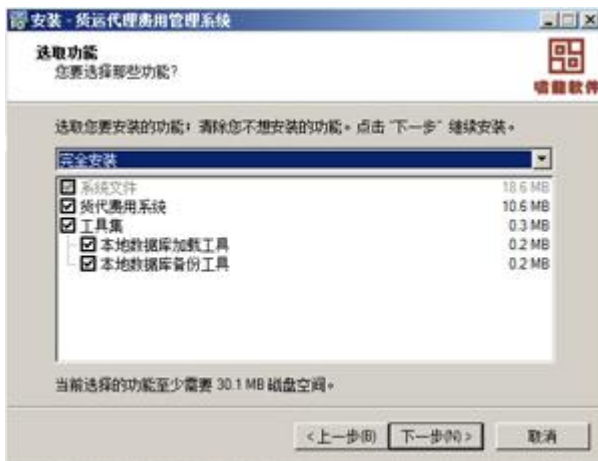 安装 - 货运代理费用管理系统
选取功能
您要选择那些功能?
软件
选取您要安装的功能；清除您不想安装的功能。点击“下一步”继续安装。
完全安装
系统文件 18.6 MB
货代费用系统 10.6 MB
工具集 0.3 MB
本地数据库加载工具 0.2 MB
本地数据库备份工具 0.2 MB
当前选择的功能至少需要 30.1 MB 磁盘空间。
<上一步(B)
下一步(N) >
取消